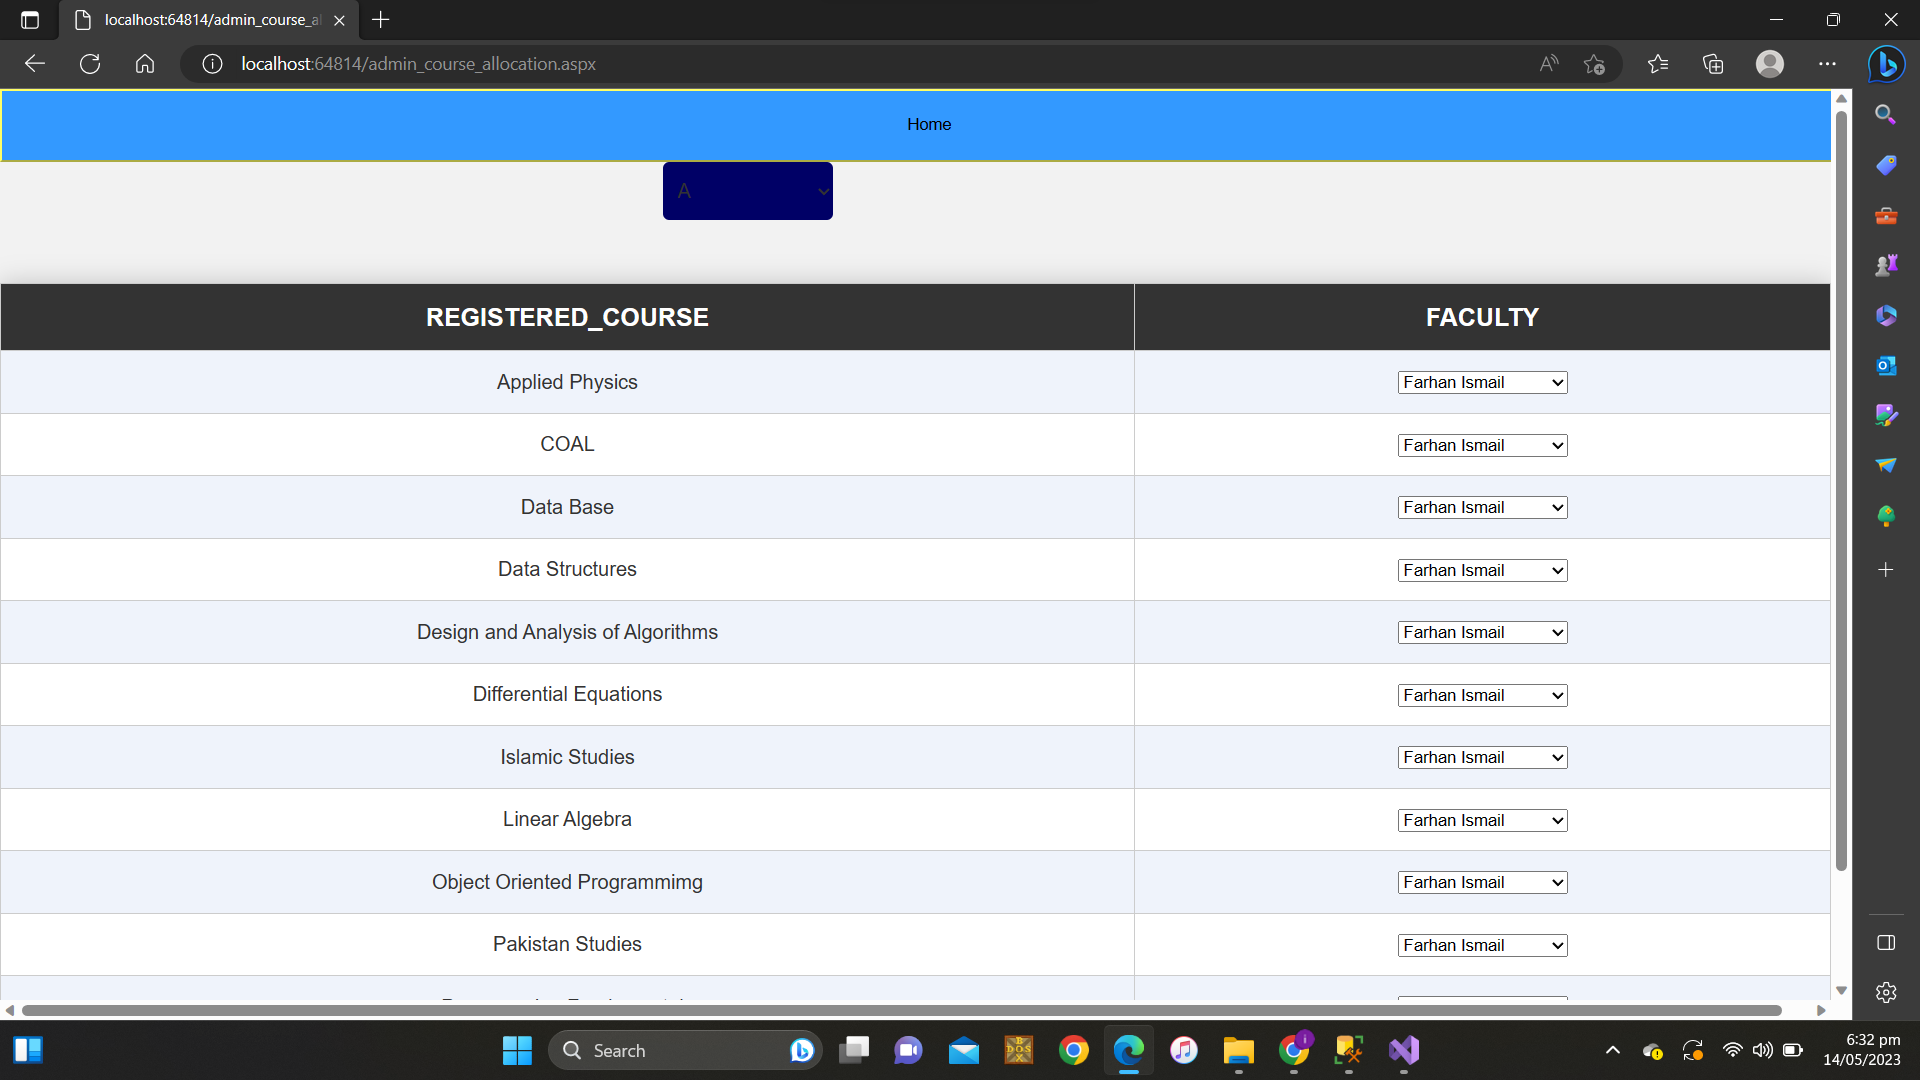 localhost:64814/admin_course_al
localhost:64814/admin_course_allocation.aspx
Home
A
REGISTERED_COURSE FACULTY
Applied Physics Farhan Ismail
COAL Farhan Ismail
Data Base Farhan Ismail
Data Structures Farhan Ismail
Design and Analysis of Algorithms Farhan Ismail
Differential Equations Farhan Ismail
Islamic Studies Farhan Ismail
Linear Algebra Farhan Ismail
Object Oriented Programmimg Farhan Ismail
Pakistan Studies Farhan Ismail
Search
DOS
6:32 pm
14/05/2023